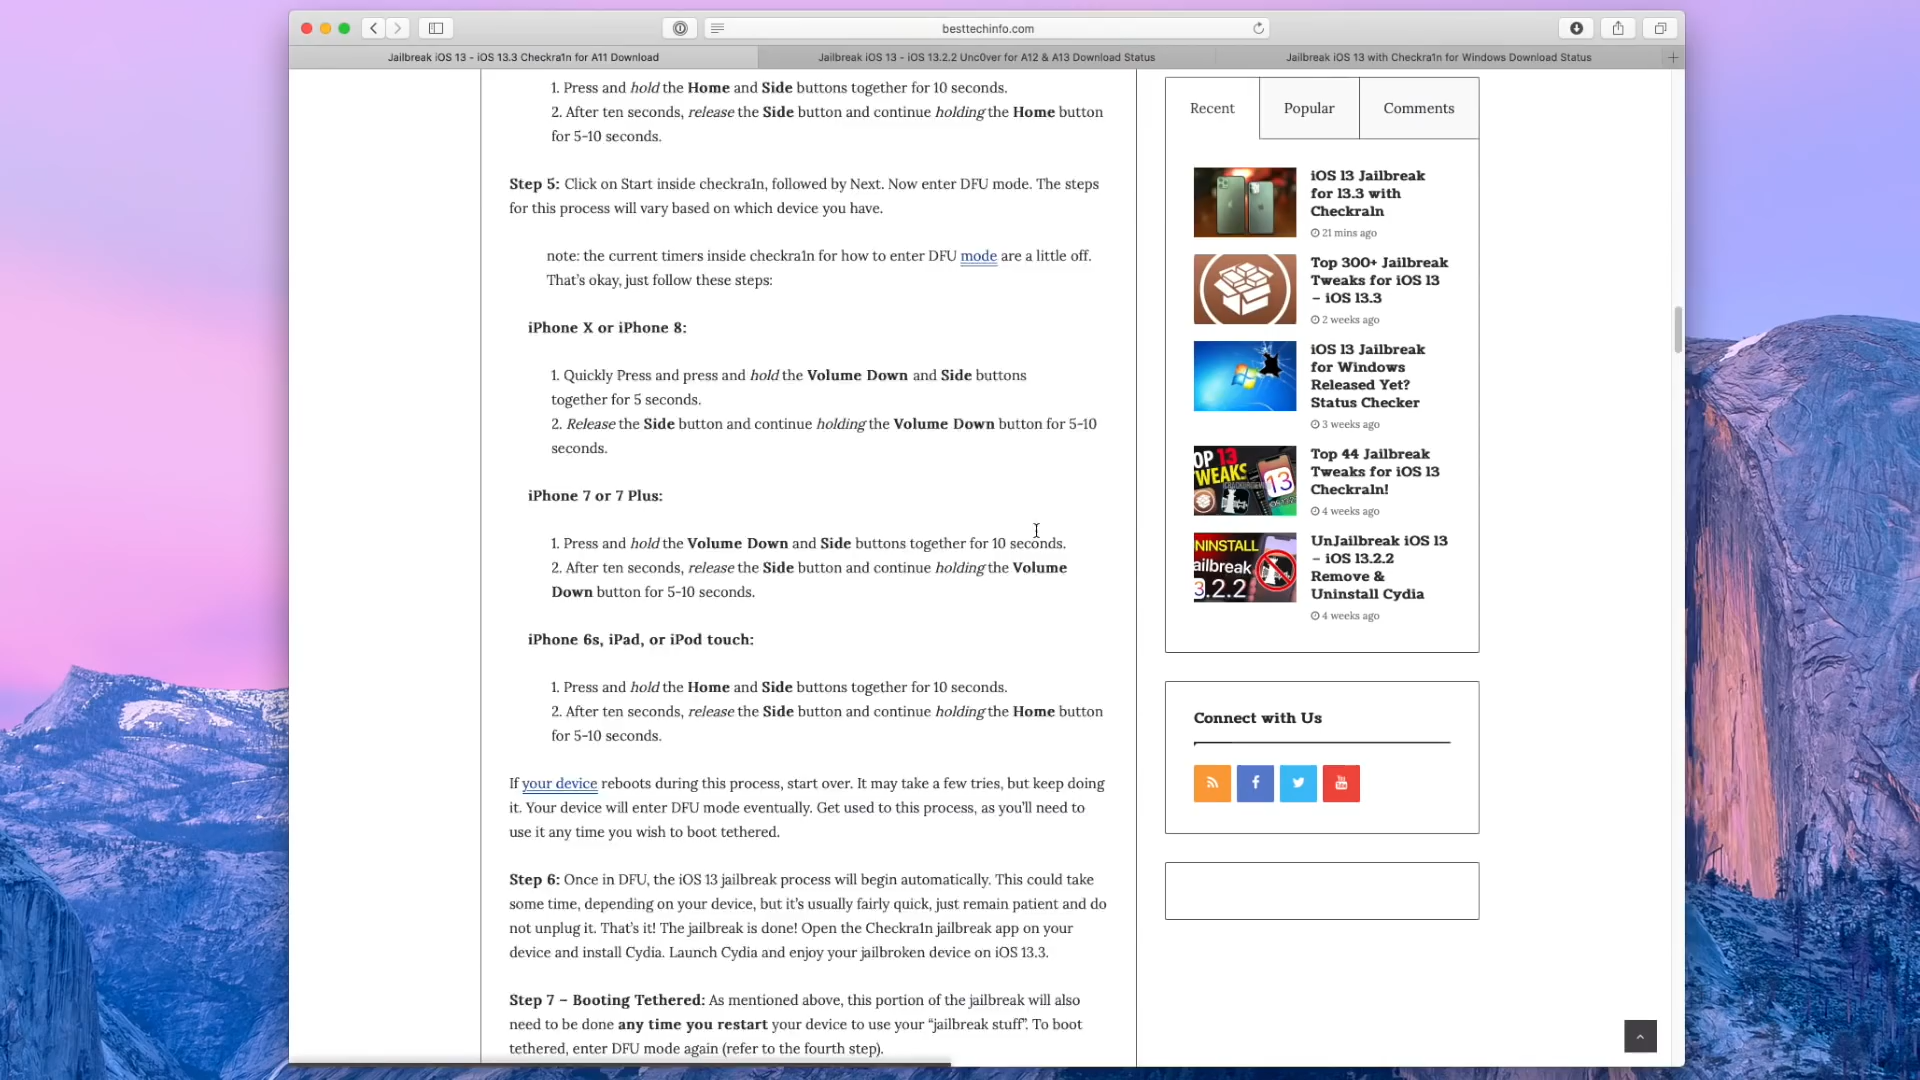 besttechinfo.com
Jailbreak iOS 13 - iOS 13.3 Checkra1n for A11 Download
Jailbreak iOS 13 - iOS 13.2.2 Unc0ver for A12 & A13 Download Status
Jailbreak iOS 13 with Checkra1n for Windows Download Status
1. Press and hold the Home and Side buttons together for 10 seconds.
2. After ten seconds, release the Side button and continue holding the Home button
for 5-10 seconds.
Step 5: Click on Start inside checkra1n, followed by Next. Now enter DFU mode. The steps
for this process will vary based on which device you have.
note: the current timers inside checkra1n for how to enter DFU mode are a little off.
That’s okay, just follow these steps:
iPhone X or iPhone 8:
1. Quickly Press and press and hold the Volume Down and Side buttons
together for 5 seconds.
2. Release the Side button and continue holding the Volume Down button for 5-10
seconds.
iPhone 7 or 7 Plus:
1. Press and hold the Volume Down and Side buttons together for 10 seconds.
2. After ten seconds, release the Side button and continue holding the Volume
Down button for 5-10 seconds.
iPhone 6s, iPad, or iPod touch:
1. Press and hold the Home and Side buttons together for 10 seconds.
2. After ten seconds, release the Side button and continue holding the Home button
for 5-10 seconds.
If your device reboots during this process, start over. It may take a few tries, but keep doing
it. Your device will enter DFU mode eventually. Get used to this process, as you’ll need to
use it any time you wish to boot tethered.
Step 6: Once in DFU, the iOS 13 jailbreak process will begin automatically. This could take
some time, depending on your device, but it’s usually fairly quick, just remain patient and do
not unplug it. That’s it! The jailbreak is done! Open the Checkra1n jailbreak app on your
device and install Cydia. Launch Cydia and enjoy your jailbroken device on iOS 13.3.
Step 7 – Booting Tethered: As mentioned above, this portion of the jailbreak will also
need to be done any time you restart your device to use your “jailbreak stuff”. To boot
tethered, enter DFU mode again (refer to the fourth step).
Recent
Popular
Comments
iOS 13 Jailbreak
for 13.3 with
Checkra1n
21 mins ago
Top 300+ Jailbreak
Tweaks for iOS 13
– iOS 13.3
2 weeks ago
iOS 13 Jailbreak
for Windows
Released Yet?
Status Checker
3 weeks ago
OP 13
TWEAKS
13
Top 44 Jailbreak
Tweaks for iOS 13
Checkra1n!
4 weeks ago
NINSTALL
ailbreak
3.2.2
UnJailbreak iOS 13
– iOS 13.2.2
Remove &
Uninstall Cydia
4 weeks ago
Connect with Us
You
Tube